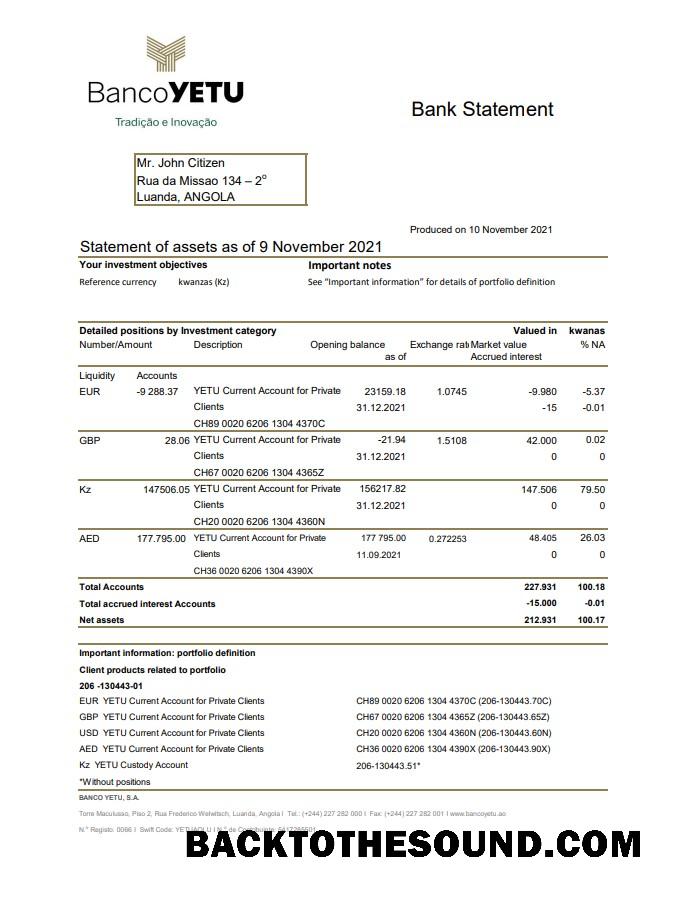 BancoYETU
Tradição e Inovação
Bank Statement
Mr. John Citizen
Rua da Missao 134 – 2º
Luanda, ANGOLA
Produced on 10 November 2021
Statement of assets as of 9 November 2021
Your investment objectives Important notes
Reference currency kwanzas (Kz) See “Important information” for details of portfolio definition
Detailed positions by Investment category Valued in kwanas
Number/Amount Description Opening balance Exchange rat Market value % NA
as of Accrued interest
Liquidity Accounts
EUR -9 288.37 YETU Current Account for Private 23159.18 1.0745 -9.980 -5.37
Clients 31.12.2021 -15 -0.01
CH89 0020 6206 1304 4370C
GBP 28.06 YETU Current Account for Private -21.94 1.5108 42.000 0.02
Clients 31.12.2021 0 0
CH67 0020 6206 1304 4365Z
Kz 147506.05 YETU Current Account for Private 156217.82 147.506 79.50
Clients 31.12.2021 0 0
CH20 0020 6206 1304 4360N
AED 177.795.00 YETU Current Account for Private 177 795.00 0.272253 48.405 26.03
Clients 11.09.2021 0 0
CH36 0020 6206 1304 4390X
Total Accounts 227.931 100.18
Total accrued interest Accounts -15.000 -0.01
Net assets 212.931 100.17
Important information: portfolio definition
Client products related to portfolio
206 -130443-01
EUR YETU Current Account for Private Clients CH89 0020 6206 1304 4370C (206-130443.70C)
GBP YETU Current Account for Private Clients CH67 0020 6206 1304 4365Z (206-130443.65Z)
USD YETU Current Account for Private Clients CH20 0020 6206 1304 4360N (206-130443.60N)
AED YETU Current Account for Private Clients CH36 0020 6206 1304 4390X (206-130443.90X)
Kz YETU Custody Account 206-130443.51*
*Without positions
BANCO YETU, S.A.
Torre Maculusso, Piso 2, Rua Frederico Welwitsch, Luanda, Angola I Tel.: (+244) 227 282 000 I Fax: (+244) 227 282 001 I www.bancoyetu.ao
N.º Registo: 0066 I Swift Code:
BACKTOTHESOUND.COM